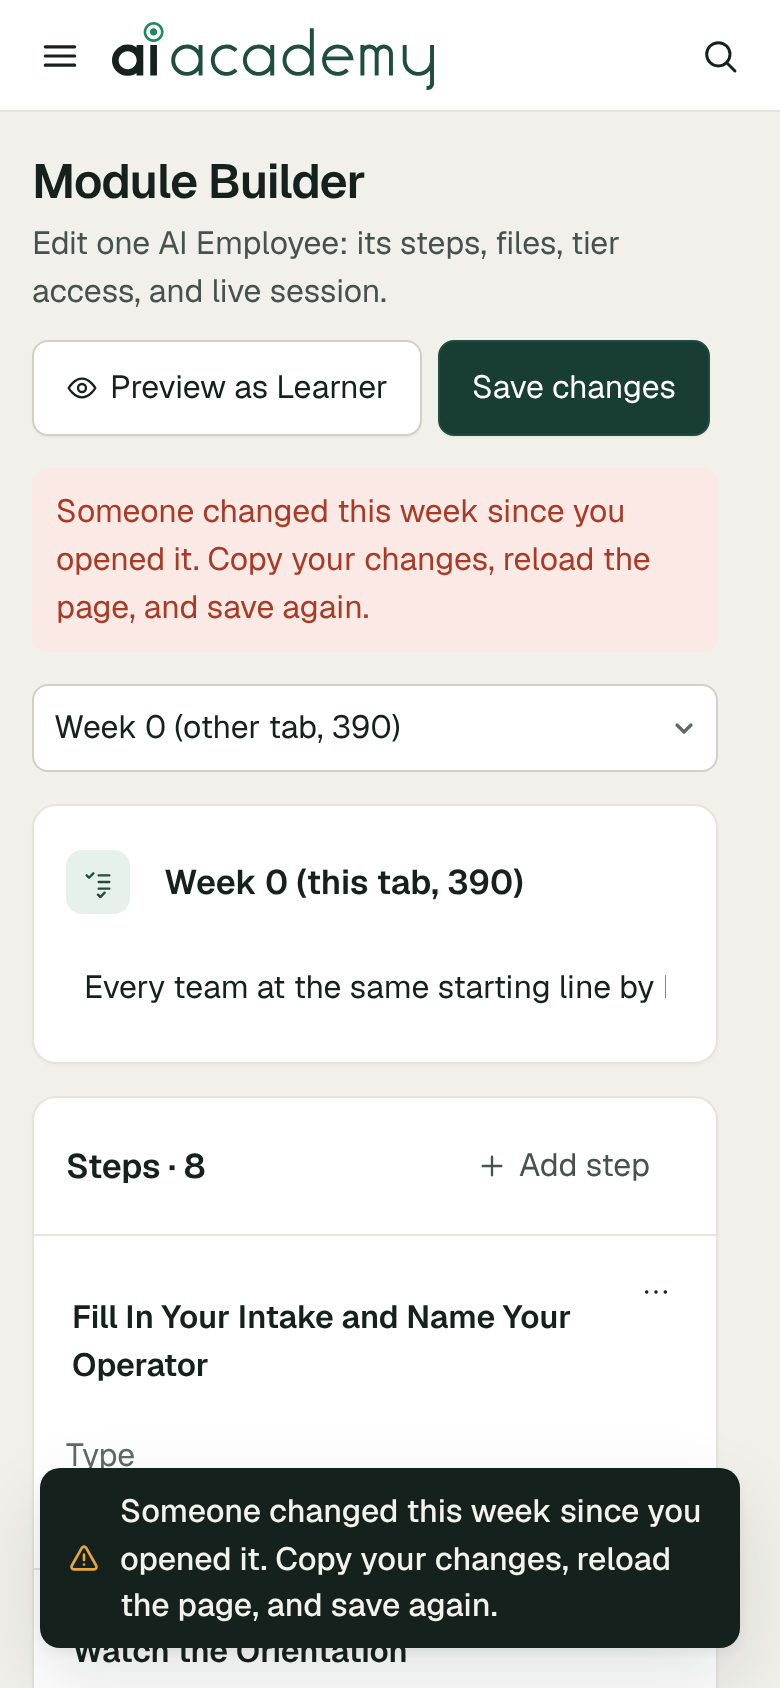 ai academy
Module Builder
Edit one AI Employee: its steps, files, tier
access, and live session.
Preview as Learner
Save changes
Someone changed this week since you
opened it. Copy your changes, reload the
page, and save again.
Week 0 (other tab, 390)
Week 0 (this tab, 390)
Every team at the same starting line by
Steps · 8
+ Add step
...
Fill In Your Intake and Name Your
Operator
Type
Someone changed this week since you
opened it. Copy your changes, reload
the page, and save again.
Watch the Orientation